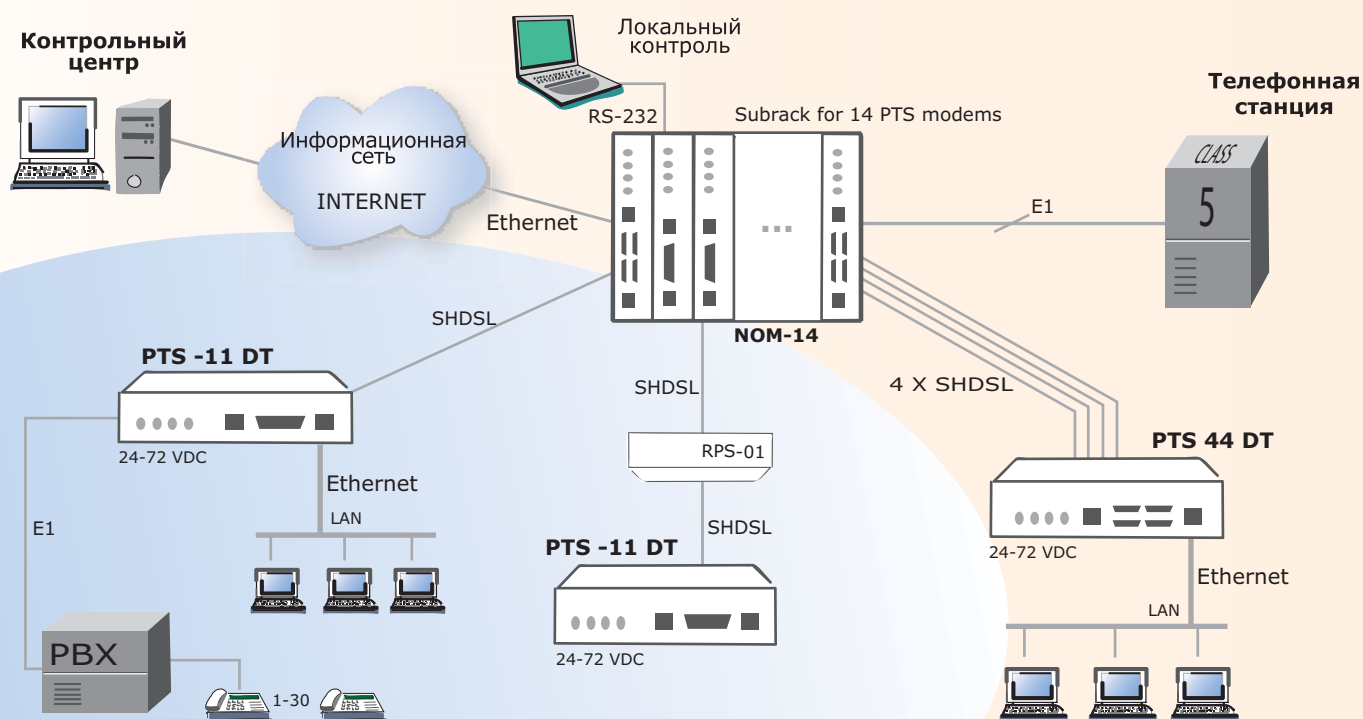 Контрольный
центр
Локальный
контроль
Телефонная
станция
RS-232
Subrack for 14 PTS modems
Информационная
сеть
INTERNET
Ethernet
E1
CLASS
5
NOM-14
SHDSL
PTS -11 DT
SHDSL
4 X SHDSL
24-72 VDC
RPS-01
PTS 44 DT
Ethernet
LAN
E1
SHDSL
PTS -11 DT
24-72 VDC
Ethernet
LAN
24-72 VDC
PBX
1-30